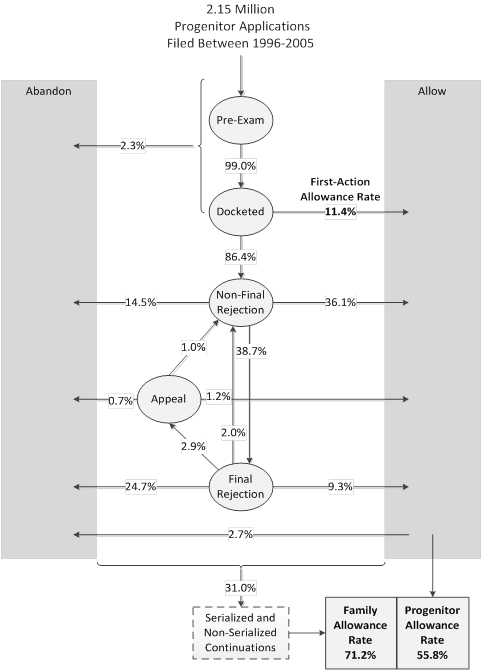 2.15 Million
Progenitor Applications
Filed Between 1996-2005
Abandon
Allow
Pre-Exam
2.3%
99.0%
First-Action
Allowance Rate
11.4%
Docketed
86.4%
Non-Final
Rejection
14.5%
36.1%
1.0%
38.7%
Appeal
0.7%
1.2%
2.0%
2.9%
Final
Rejection
24.7%
9.3%
2.7%
31.0%
Serialized and
Non-Serialized
Continuations
Family
Allowance
Rate
71.2%
Progenitor
Allowance
Rate
55.8%